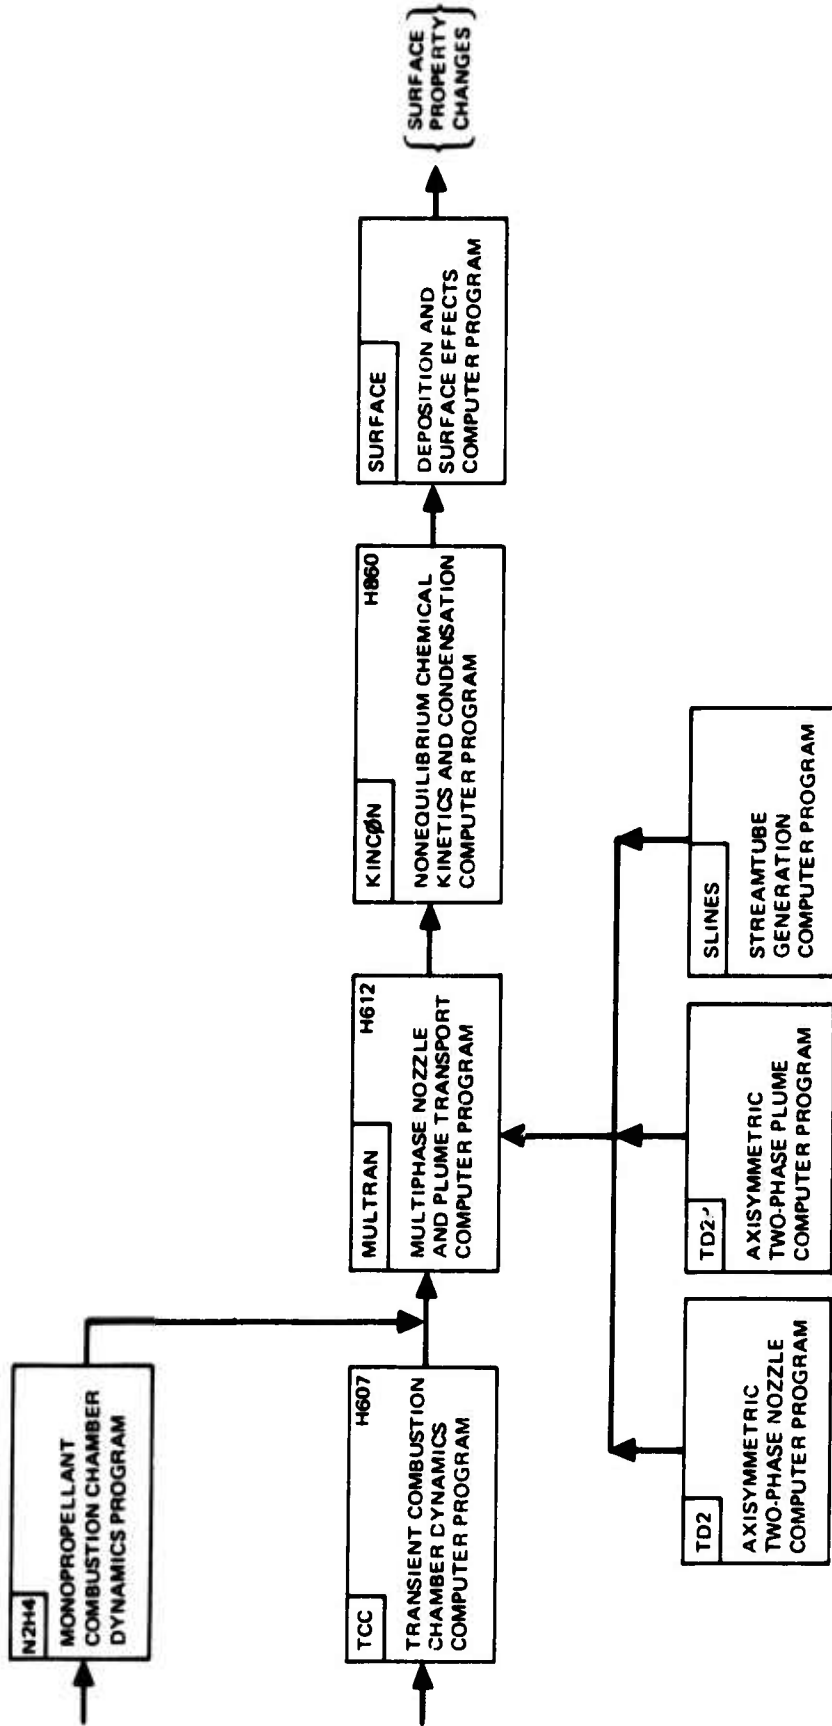 N2H4
MONOPROPELLANT
COMBUSTION CHAMBER
DYNAMICS PROGRAM
TCC
H607
TRANSIENT COMBUSTION
CHAMBER DYNAMICS
COMPUTER PROGRAM
MULTRAN
H612
MULTIPHASE NOZZLE
AND PLUME TRANSPORT
COMPUTER PROGRAM
KINCØN
H860
NONEQUILIBRIUM CHEMICAL
KINETICS AND CONDENSATION
COMPUTER PROGRAM
SURFACE
DEPOSITION AND
SURFACE EFFECTS
COMPUTER PROGRAM
SURFACE
PROPERTY
CHANGES
TD2
AXISYMMETRIC
TWO-PHASE NOZZLE
COMPUTER PROGRAM
AXISYMMETRIC
TWO-PHASE PLUME
COMPUTER PROGRAM
SLINES
STREAMTUBE
GENERATION
COMPUTER PROGRAM